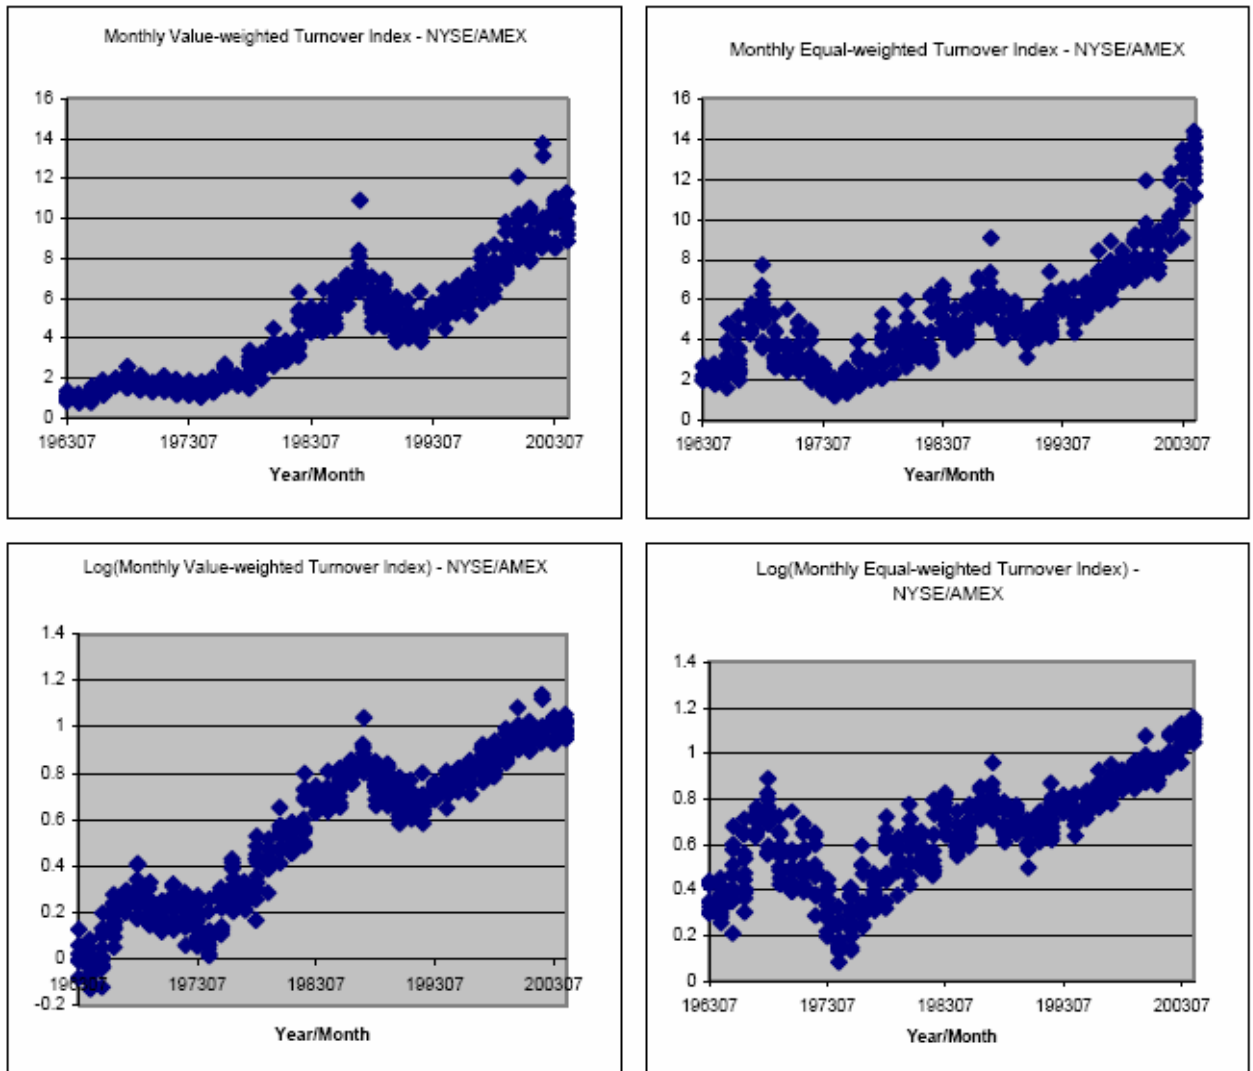 Monthly Value-weighted Turnover Index - NYSE/AMEX
16
14
12
10
8
6
4
2
0
196307 197307 198307 199307 200307
Year/Month
Monthly Equal-weighted Turnover Index - NYSE/AMEX
16
14
12
10
8
6
4
2
0
196307 197307 198307 199307 200307
Year/Month
Log(Monthly Value-weighted Turnover Index) - NYSE/AMEX
1.4
1.2
1
0.8
0.6
0.4
0.2
0
-0.2
196307 197307 198307 199307 200307
Year/Month
Log(Monthly Equal-weighted Turnover Index) -
NYSE/AMEX
1.4
1.2
1
0.8
0.6
0.4
0.2
0
196307 197307 198307 199307 200307
Year/Month